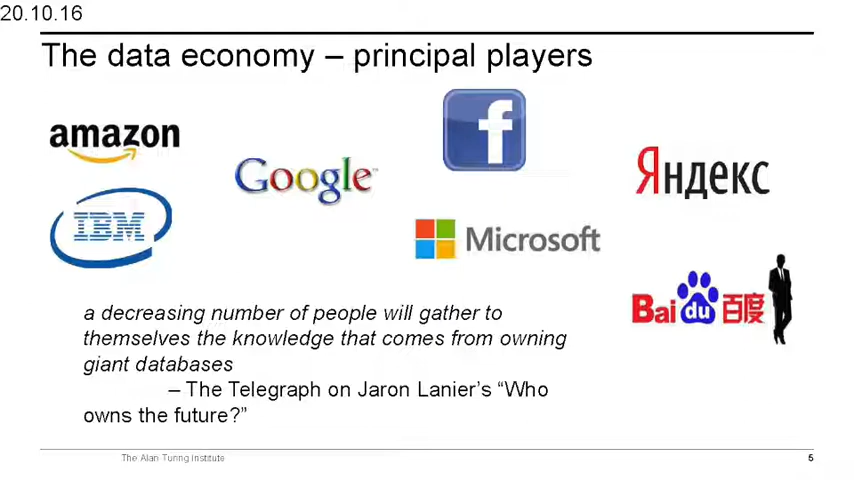 20.10.16
The data economy – principal players
amazon
Google™
f
Яндекс
IBM
Microsoft
Bai du 百度
a decreasing number of people will gather to
themselves the knowledge that comes from owning
giant databases
– The Telegraph on Jaron Lanier's “Who
owns the future?”
The Alan Turing Institute
5